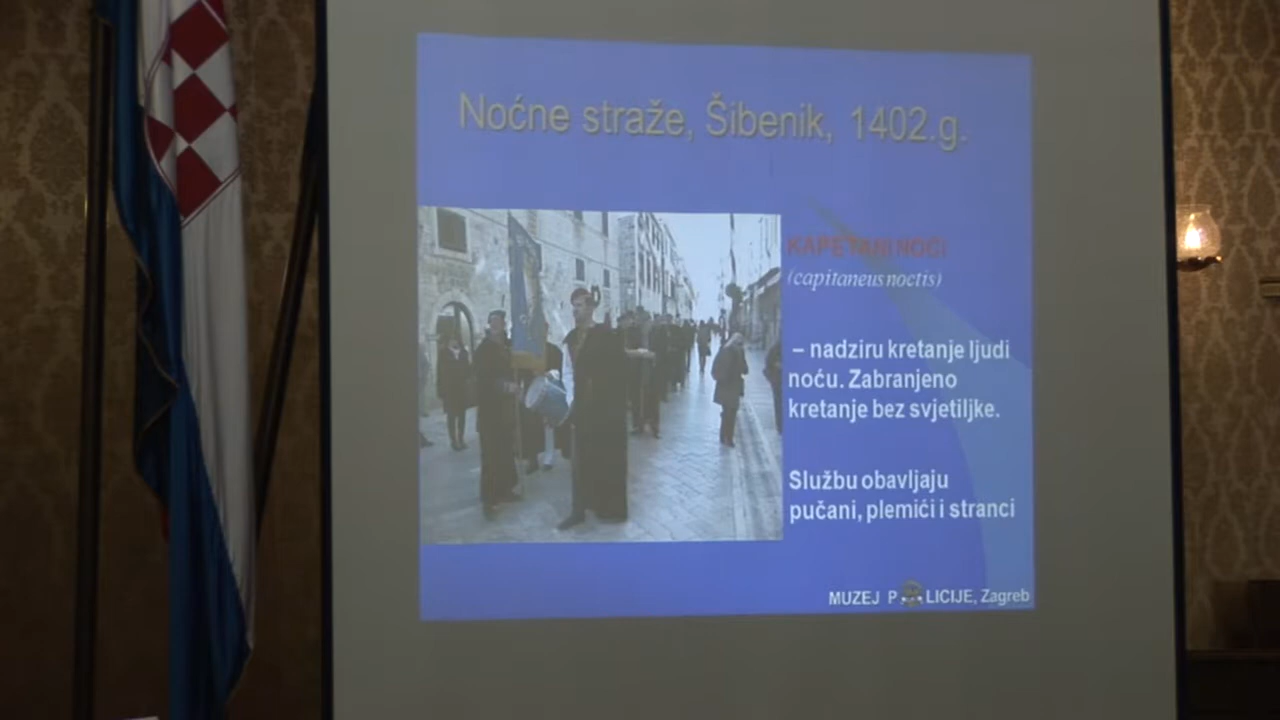 Noćne straže, Šibenik, 1402.g.
KAPETANI NOĆI
(capitaneus noctis)
– nadziru kretanje ljudi
noću. Zabranjeno
kretanje bez svjetiljke.
Službu obavljaju
pučani, plemići i stranci
MUZEJ POLICIJE, Zagreb